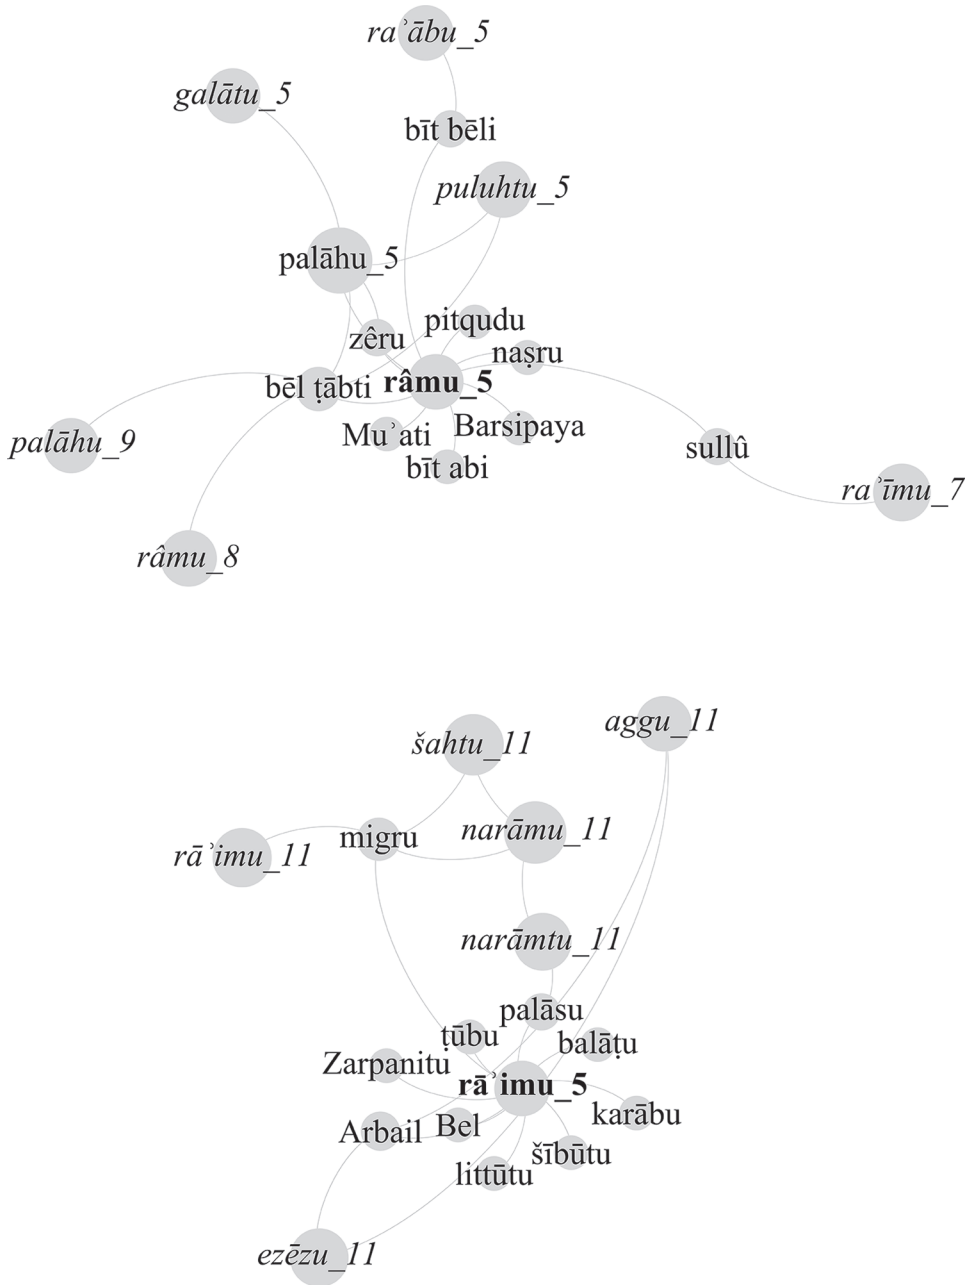 raʾābu_5
galātu_5
bīt bēli
puluhtu_5
palāhu_5
pitqudu
zêru
naṣru
bēl ṭābti
râmu_5
Muʾati
Barsipaya
palāhu_9
sullû
bīt abi
raʾīmu_7
râmu_8
aggu_11
šahtu_11
narāmu_11
migru
rāʾimu_11
narāmtu_11
palāsu
ṭūbu
balāṭu
Zarpanitu
rāʾimu_5
karābu
Arbail
Bel
šībūtu
littūtu
ezēzu_11